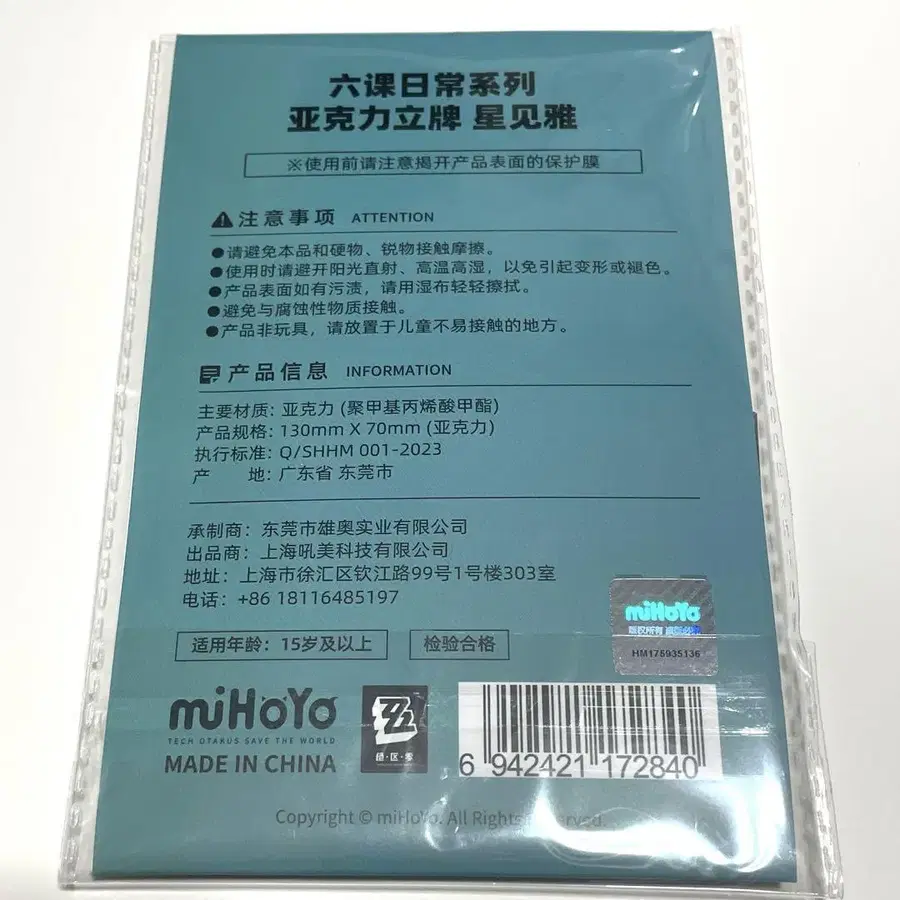 六课日常系列
亚克力立牌 星见雅
※使用前请注意揭开产品表面的保护膜
注意事项 ATTENTION
●请避免本品和硬物、锐物接触摩擦。
●使用时请避开阳光直射、高温高湿，以免引起变形或褪色。
●产品表面如有污渍，请用湿布轻轻擦拭。
●避免与腐蚀性物质接触。
●产品非玩具，请放置于儿童不易接触的地方。
产品信息 INFORMATION
主要材质: 亚克力 (聚甲基丙烯酸甲酯)
产品规格: 130mm X 70mm (亚克力)
执行标准: Q/SHHM 001-2023
产 地: 广东省 东莞市
承制商：东莞市雄奥实业有限公司
出品商：上海吼美科技有限公司
地址：上海市徐汇区钦江路99号1号楼303室
电话：+86 18116485197
miHoYo
版权所有
HM175935136
适用年龄：15岁及以上
检验合格
miHoYo
TECH OTAKUS SAVE THE WORLD
MADE IN CHINA
绝·区·零
6 942421 172840
Copyright © miHoYo. All Rights Reserved.